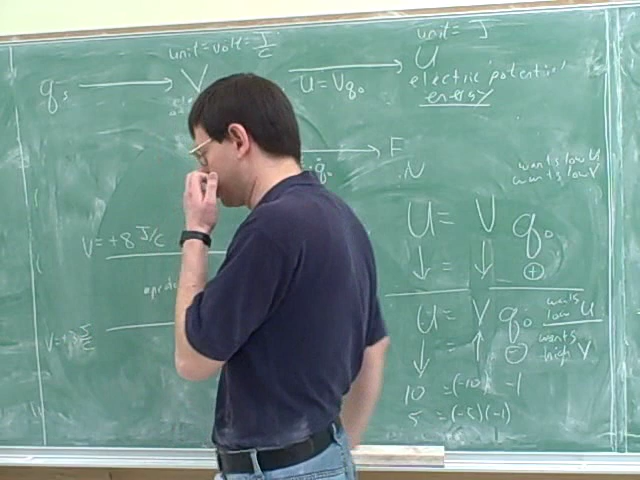 unit = volt = J/C
unit = J
q_s → V
U = Vq₀ → U
electric potential
energy
→ F
N
wants low U
wants low V
U = V q₀
↓ = ↓ ⊕
V = +8 J/C
U = V q₀
wants
low U
↓ = ↑ ⊖
wants
high V
10 = (-10) -1
5 = (-5)(-1)